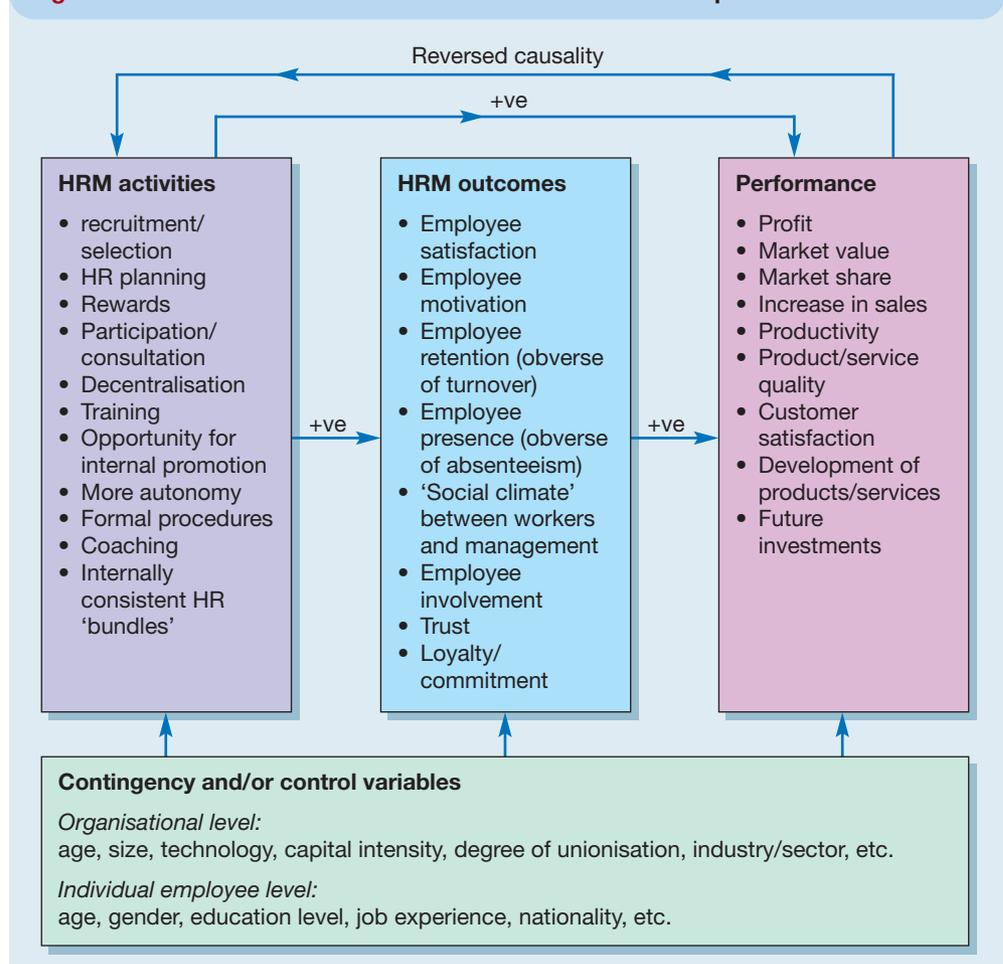 Reversed causality
+ve
HRM activities
• recruitment/
selection
• HR planning
• Rewards
• Participation/
consultation
• Decentralisation
• Training
• Opportunity for
internal promotion
• More autonomy
• Formal procedures
• Coaching
• Internally
consistent HR
‘bundles’
+ve
HRM outcomes
• Employee
satisfaction
• Employee
motivation
• Employee
retention (obverse
of turnover)
• Employee
presence (obverse
of absenteeism)
• ‘Social climate’
between workers
and management
• Employee
involvement
• Trust
• Loyalty/
commitment
+ve
Performance
• Profit
• Market value
• Market share
• Increase in sales
• Productivity
• Product/service
quality
• Customer
satisfaction
• Development of
products/services
• Future
investments
Contingency and/or control variables
Organisational level:
age, size, technology, capital intensity, degree of unionisation, industry/sector, etc.
Individual employee level:
age, gender, education level, job experience, nationality, etc.